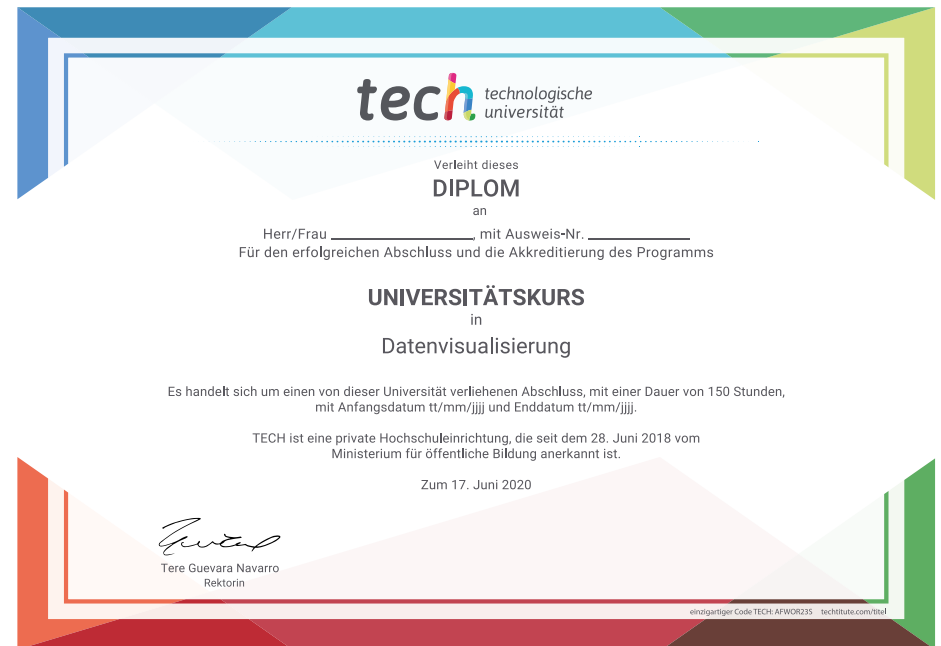 tech technologische
universität
Verleiht dieses
DIPLOM
an
Herr/Frau ____________, mit Ausweis-Nr. ____________
Für den erfolgreichen Abschluss und die Akkreditierung des Programms
UNIVERSITÄTSKURS
in
Datenvisualisierung
Es handelt sich um einen von dieser Universität verliehenen Abschluss, mit einer Dauer von 150 Stunden,
mit Anfangsdatum tt/mm/jjjj und Enddatum tt/mm/jjjj.
TECH ist eine private Hochschuleinrichtung, die seit dem 28. Juni 2018 vom
Ministerium für öffentliche Bildung anerkannt ist.
Zum 17. Juni 2020
Tere Guevara Navarro
Rektorin
einzigartiger Code TECH: AFWOR23S techtitute.com/titel